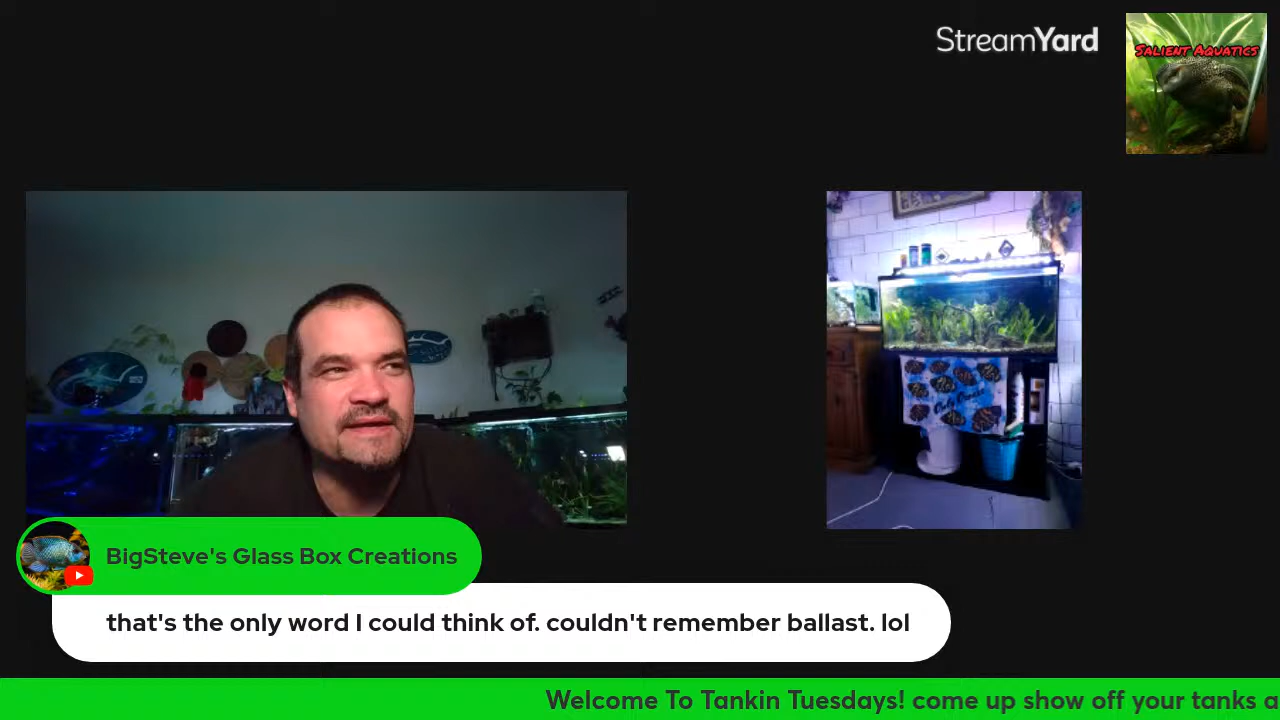 StreamYard
SALIENT AQUATICS
BigSteve's Glass Box Creations
that's the only word I could think of. couldn't remember ballast. lol
Welcome To Tankin Tuesdays! come up show off your tanks a